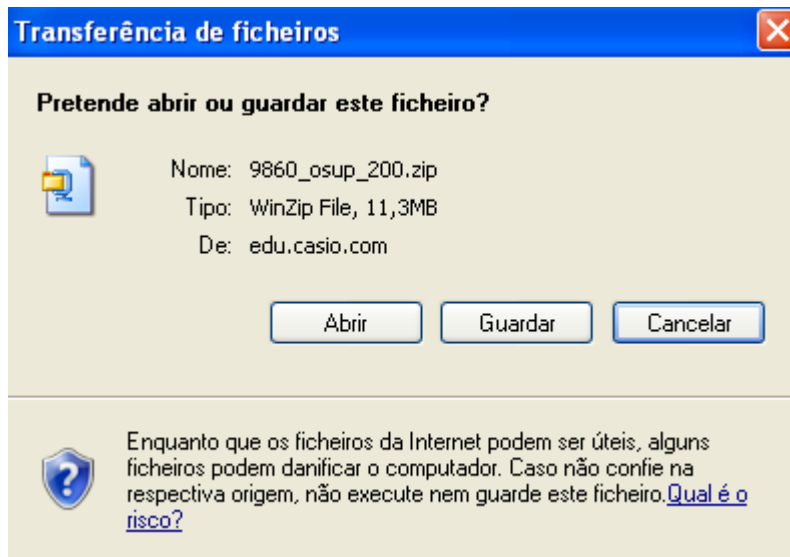 Transferência de ficheiros
Pretende abrir ou guardar este ficheiro?
Nome: 9860_osup_200.zip
Tipo: WinZip File, 11,3MB
De: edu.casio.com
Abrir Guardar Cancelar
Enquanto que os ficheiros da Internet podem ser úteis, alguns
ficheiros podem danificar o computador. Caso não confie na
respectiva origem, não execute nem guarde este ficheiro.Qual é o
risco?